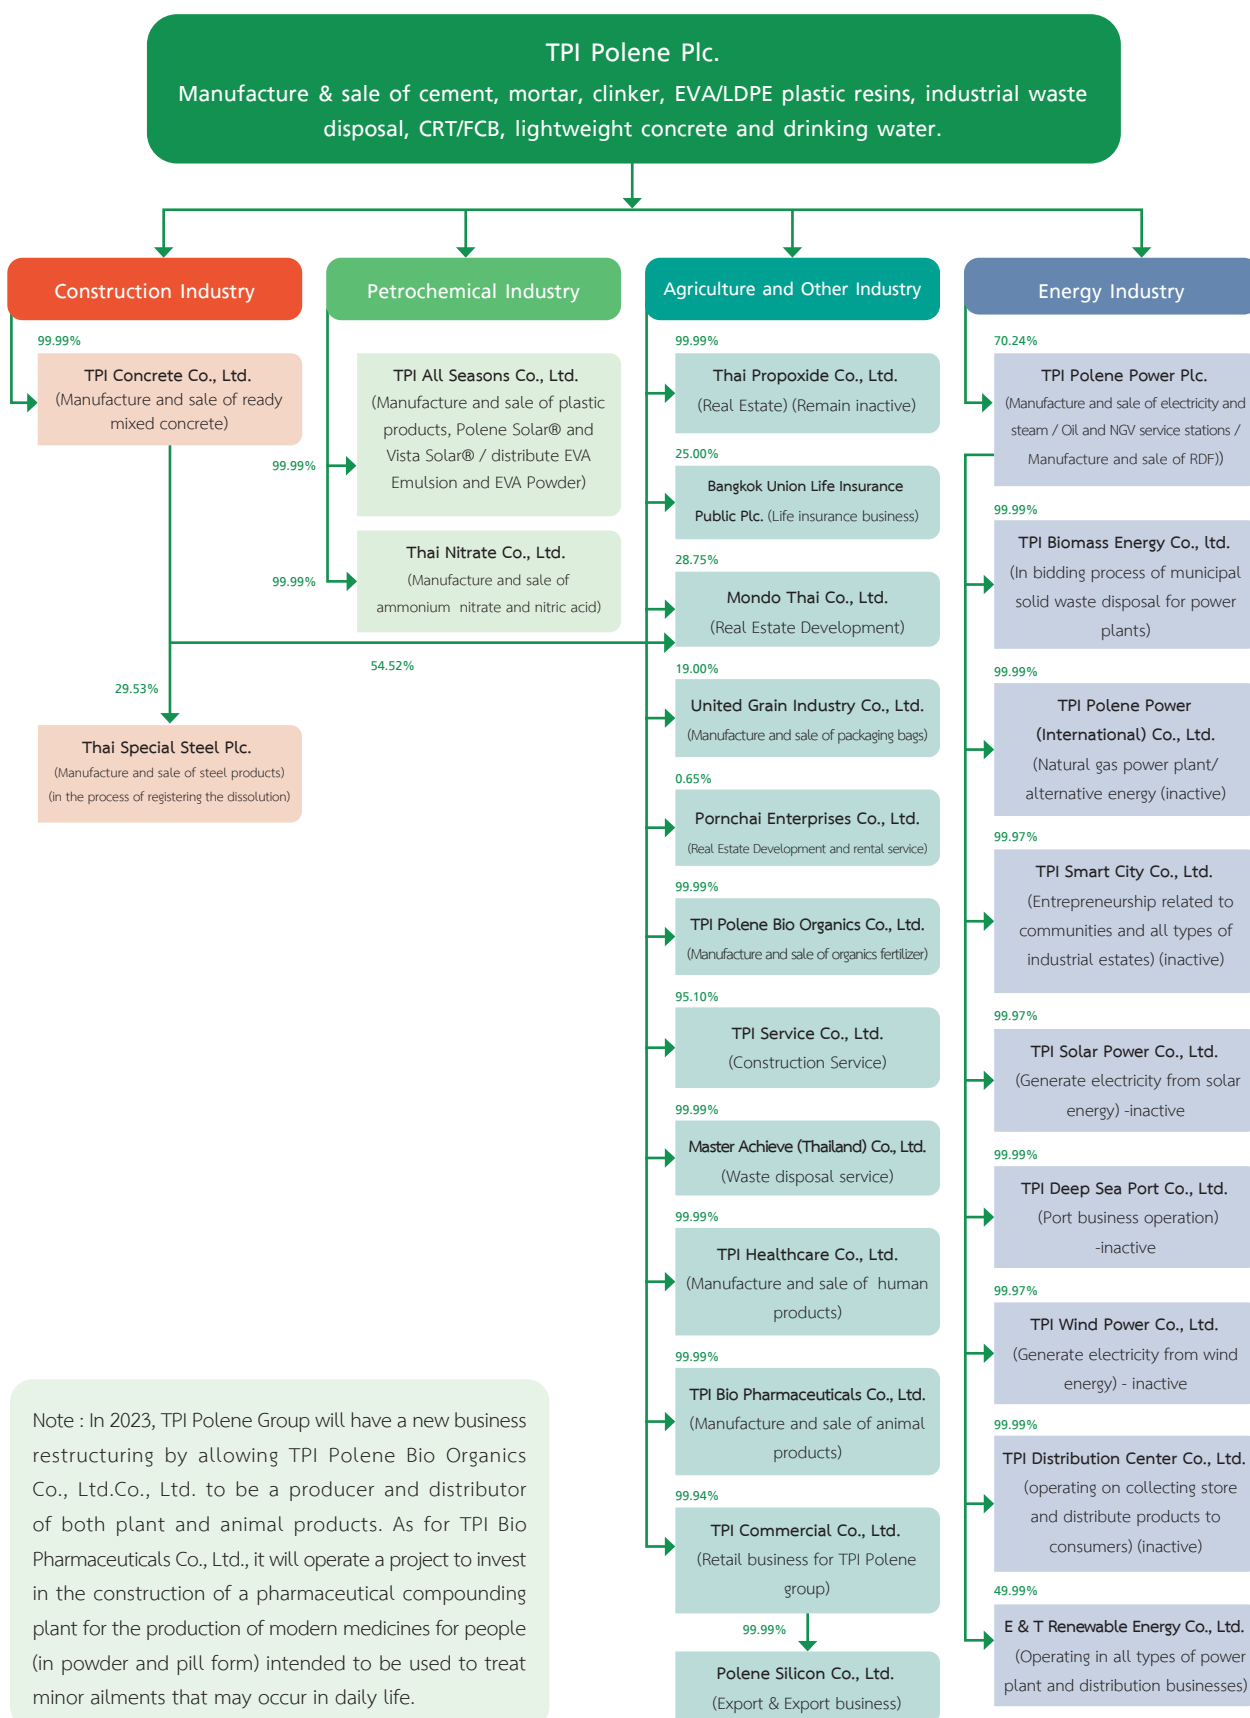 TPI Polene Plc.
Manufacture & sale of cement, mortar, clinker, EVA/LDPE plastic resins, industrial waste
disposal, CRT/FCB, lightweight concrete and drinking water.
Construction Industry
99.99%
TPI Concrete Co., Ltd.
(Manufacture and sale of ready
mixed concrete)
29.53%
54.52%
Thai Special Steel Plc.
(Manufacture and sale of steel products)
(in the process of registering the dissolution)
Petrochemical Industry
99.99%
TPI All Seasons Co., Ltd.
(Manufacture and sale of plastic
products, Polene Solar® and
Vista Solar® / distribute EVA
Emulsion and EVA Powder)
99.99%
Thai Nitrate Co., Ltd.
(Manufacture and sale of
ammonium nitrate and nitric acid)
Agriculture and Other Industry
99.99%
Thai Propoxide Co., Ltd.
(Real Estate) (Remain inactive)
25.00%
Bangkok Union Life Insurance
Public Plc. (Life insurance business)
28.75%
Mondo Thai Co., Ltd.
(Real Estate Development)
19.00%
United Grain Industry Co., Ltd.
(Manufacture and sale of packaging bags)
0.65%
Pornchai Enterprises Co., Ltd.
(Real Estate Development and rental service)
99.99%
TPI Polene Bio Organics Co., Ltd.
(Manufacture and sale of organics fertilizer)
95.10%
TPI Service Co., Ltd.
(Construction Service)
99.99%
Master Achieve (Thailand) Co., Ltd.
(Waste disposal service)
99.99%
TPI Healthcare Co., Ltd.
(Manufacture and sale of human
products)
99.99%
TPI Bio Pharmaceuticals Co., Ltd.
(Manufacture and sale of animal
products)
99.94%
TPI Commercial Co., Ltd.
(Retail business for TPI Polene
group)
99.99%
Polene Silicon Co., Ltd.
(Export & Export business)
Energy Industry
70.24%
TPI Polene Power Plc.
(Manufacture and sale of electricity and
steam / Oil and NGV service stations /
Manufacture and sale of RDF))
99.99%
TPI Biomass Energy Co., ltd.
(In bidding process of municipal
solid waste disposal for power
plants)
99.99%
TPI Polene Power
(International) Co., Ltd.
(Natural gas power plant/
alternative energy (inactive)
99.97%
TPI Smart City Co., Ltd.
(Entrepreneurship related to
communities and all types of
industrial estates) (inactive)
99.97%
TPI Solar Power Co., Ltd.
(Generate electricity from solar
energy) -inactive
99.99%
TPI Deep Sea Port Co., Ltd.
(Port business operation)
-inactive
99.97%
TPI Wind Power Co., Ltd.
(Generate electricity from wind
energy) - inactive
99.99%
TPI Distribution Center Co., Ltd.
(operating on collecting store
and distribute products to
consumers) (inactive)
49.99%
E & T Renewable Energy Co., Ltd.
(Operating in all types of power
plant and distribution businesses)
Note : In 2023, TPI Polene Group will have a new business
restructuring by allowing TPI Polene Bio Organics
Co., Ltd.Co., Ltd. to be a producer and distributor
of both plant and animal products. As for TPI Bio
Pharmaceuticals Co., Ltd., it will operate a project to invest
in the construction of a pharmaceutical compounding
plant for the production of modern medicines for people
(in powder and pill form) intended to be used to treat
minor ailments that may occur in daily life.